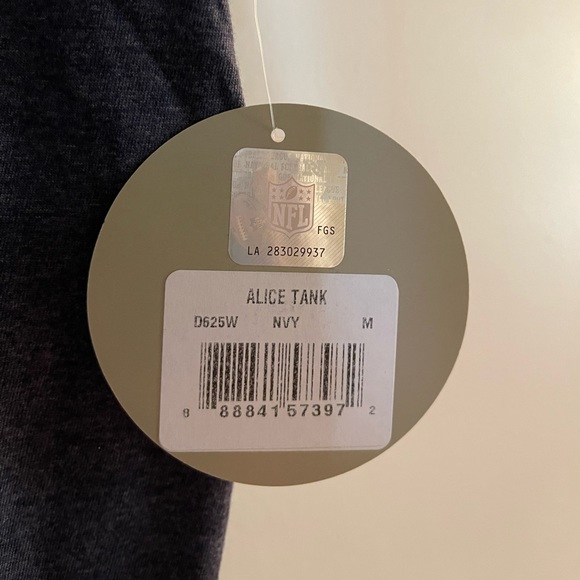 NFL
FGS
LA 283029937
ALICE TANK
D625W NVY M
8 88841 57397 2